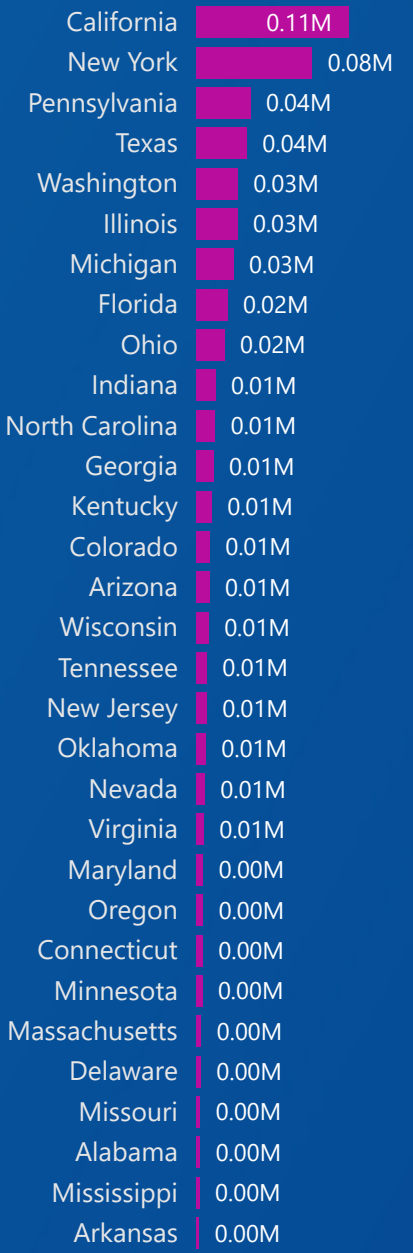 California 0.11M
New York 0.08M
Pennsylvania 0.04M
Texas 0.04M
Washington 0.03M
Illinois 0.03M
Michigan 0.03M
Florida 0.02M
Ohio 0.02M
Indiana 0.01M
North Carolina 0.01M
Georgia 0.01M
Kentucky 0.01M
Colorado 0.01M
Arizona 0.01M
Wisconsin 0.01M
Tennessee 0.01M
New Jersey 0.01M
Oklahoma 0.01M
Nevada 0.01M
Virginia 0.01M
Maryland 0.00M
Oregon 0.00M
Connecticut 0.00M
Minnesota 0.00M
Massachusetts 0.00M
Delaware 0.00M
Missouri 0.00M
Alabama 0.00M
Mississippi 0.00M
Arkansas 0.00M